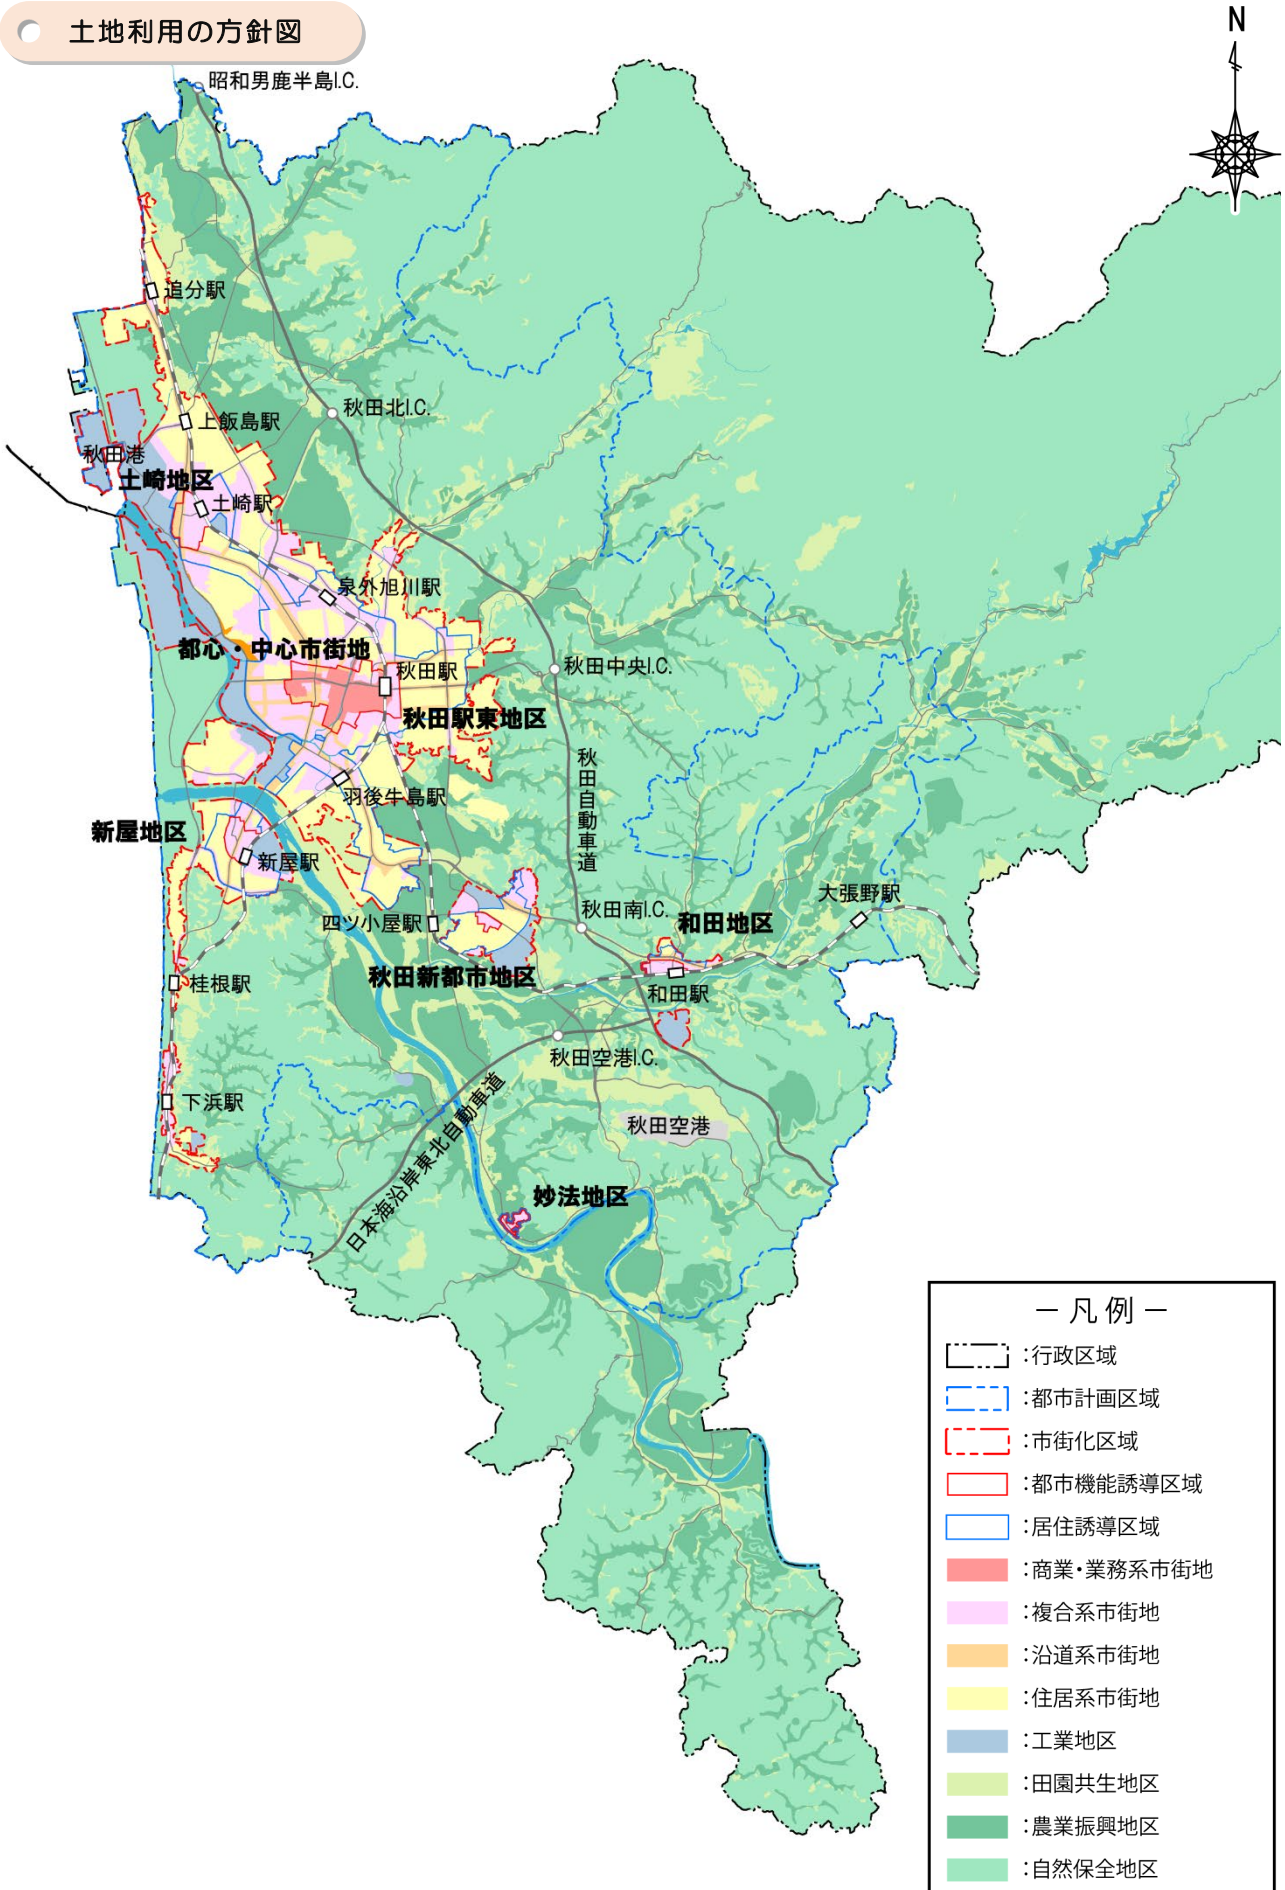 土地利用の方針図
N
昭和男鹿半島I.C.
追分駅
秋田北I.C.
上飯島駅
秋田港
土崎地区
土崎駅
泉外旭川駅
都心・中心市街地
秋田駅
秋田中央I.C.
秋田駅東地区
秋田自動車道
羽後牛島駅
新屋地区
新屋駅
大張野駅
四ツ小屋駅
秋田南I.C.
和田地区
秋田新都市地区
桂根駅
和田駅
秋田空港I.C.
下浜駅
日本海沿岸東北自動車道
秋田空港
妙法地区
－凡例－
：行政区域
：都市計画区域
：市街化区域
：都市機能誘導区域
：居住誘導区域
：商業・業務系市街地
：複合系市街地
：沿道系市街地
：住居系市街地
：工業地区
：田園共生地区
：農業振興地区
：自然保全地区